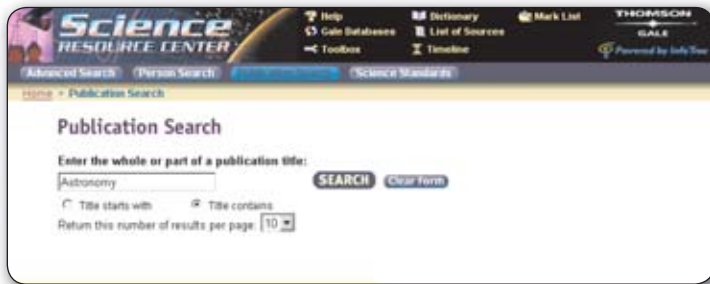 Science
RESOURCE CENTER
Help
Gale Databases
Toolbox
Dictionary
List of Sources
Timeline
Mark List
THOMSON
GALE
Powered by InfoTrac
Advanced Search
Person Search
Science Standards
Home > Publication Search
Publication Search
Enter the whole or part of a publication title:
Astronomy SEARCH Clear Form
Title starts with Title contains
Return this number of results per page: 10